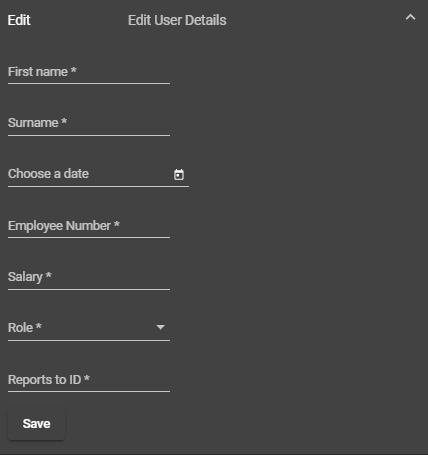 Edit Edit User Details
First name *
Surname *
Choose a date
Employee Number *
Salary *
Role *
Reports to ID *
Save